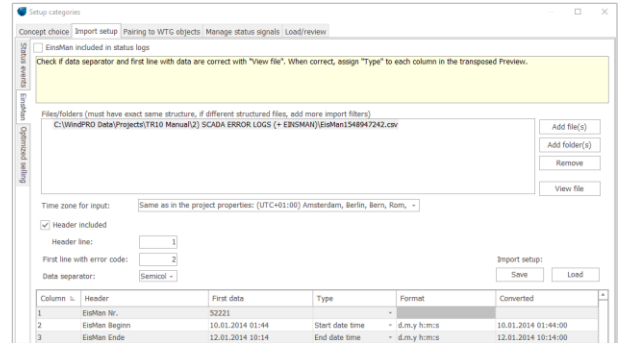 Setup categories
Concept choice Import setup Pairing to WTG objects Manage status signals Load/review
Status events
EinsMan
Optimized selling
EinsMan included in status logs
Check if data separator and first line with data are correct with "View file". When correct, assign "Type" to each column in the transposed Preview.
Files/folders (must have exact same structure, if different structured files, add more import filters)
C:\WindPRO Data\Projects\TR10 Manual\2) SCADA ERROR LOGS (+ EINSMAN)\EisMan1548947242.csv
Add file(s)
Add folder(s)
Remove
View file
Time zone for input: Same as in the project properties: (UTC+01:00) Amsterdam, Berlin, Bern, Rom,
Header included
Header line: 1
First line with error code: 2
Import setup:
Data separator: Semicol
Save Load
Column Header First data Type Format Converted
1 EisMan Nr. 52221
2 EisMan Beginn 10.01.2014 01:44 Start date time d.m.y h:m:s 10.01.2014 01:44:00
3 EisMan Ende 12.01.2014 10:14 End date time d.m.y h:m:s 12.01.2014 10:14:00